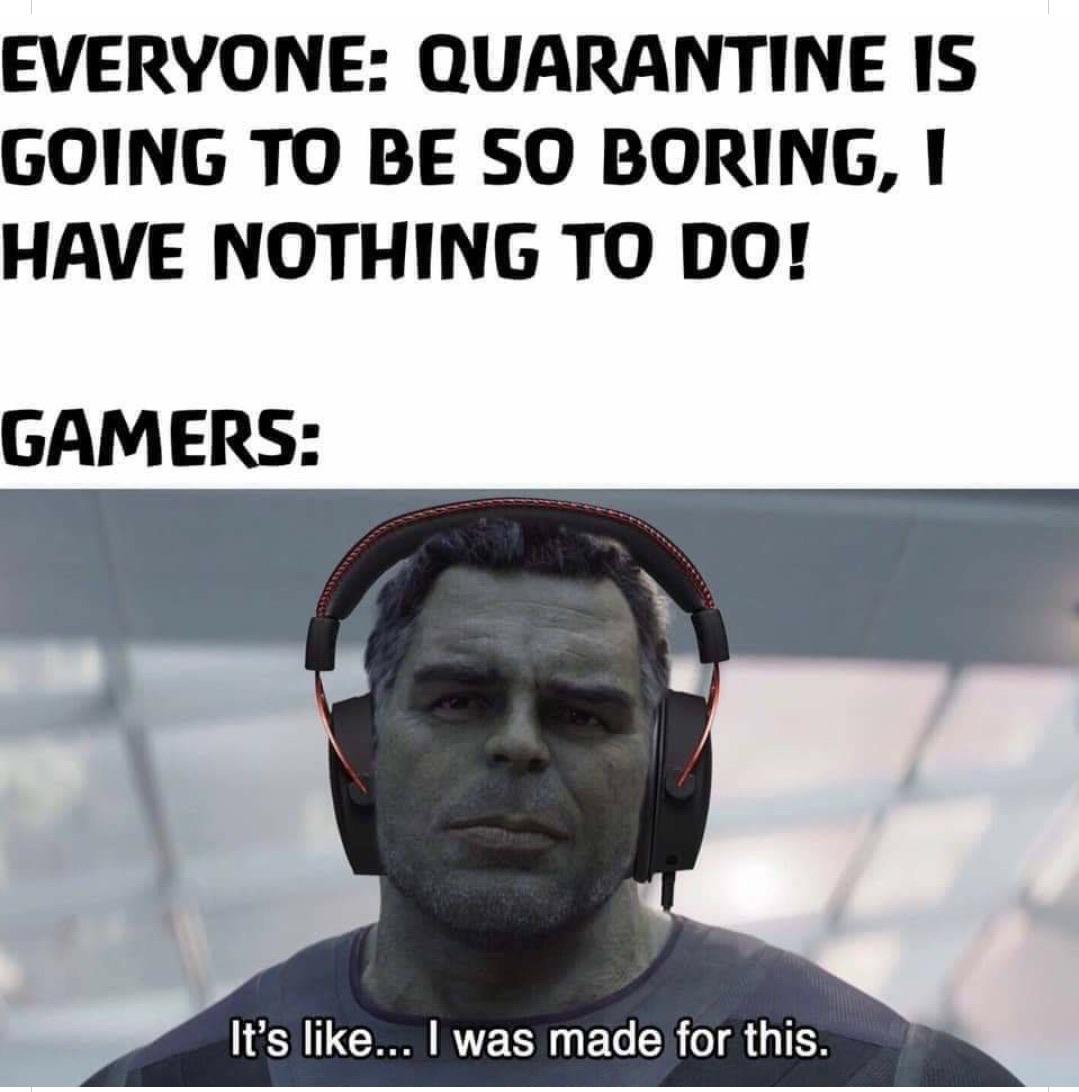 EVERYONE: QUARANTINE IS
GOING TO BE SO BORING, I
HAVE NOTHING TO DO!
GAMERS:
It's like... I was made for this.